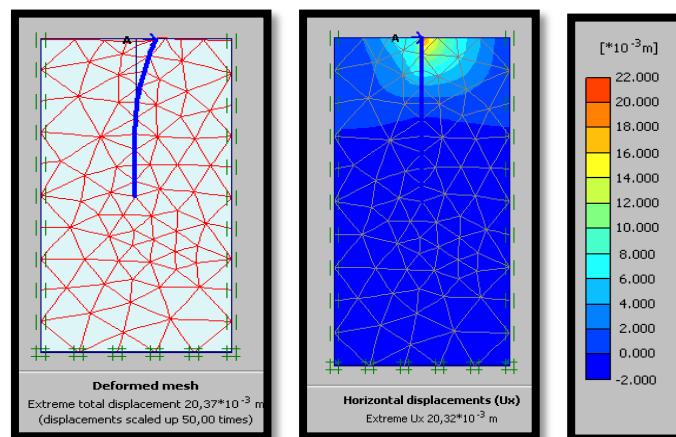 A
Deformed mesh
Extreme total displacement 20,37*10⁻³ m
(displacements scaled up 50,00 times)
A
Horizontal displacements (Ux)
Extreme Ux 20,32*10⁻³ m
[*10⁻³m]
22.000
20.000
18.000
16.000
14.000
12.000
10.000
8.000
6.000
4.000
2.000
0.000
-2.000